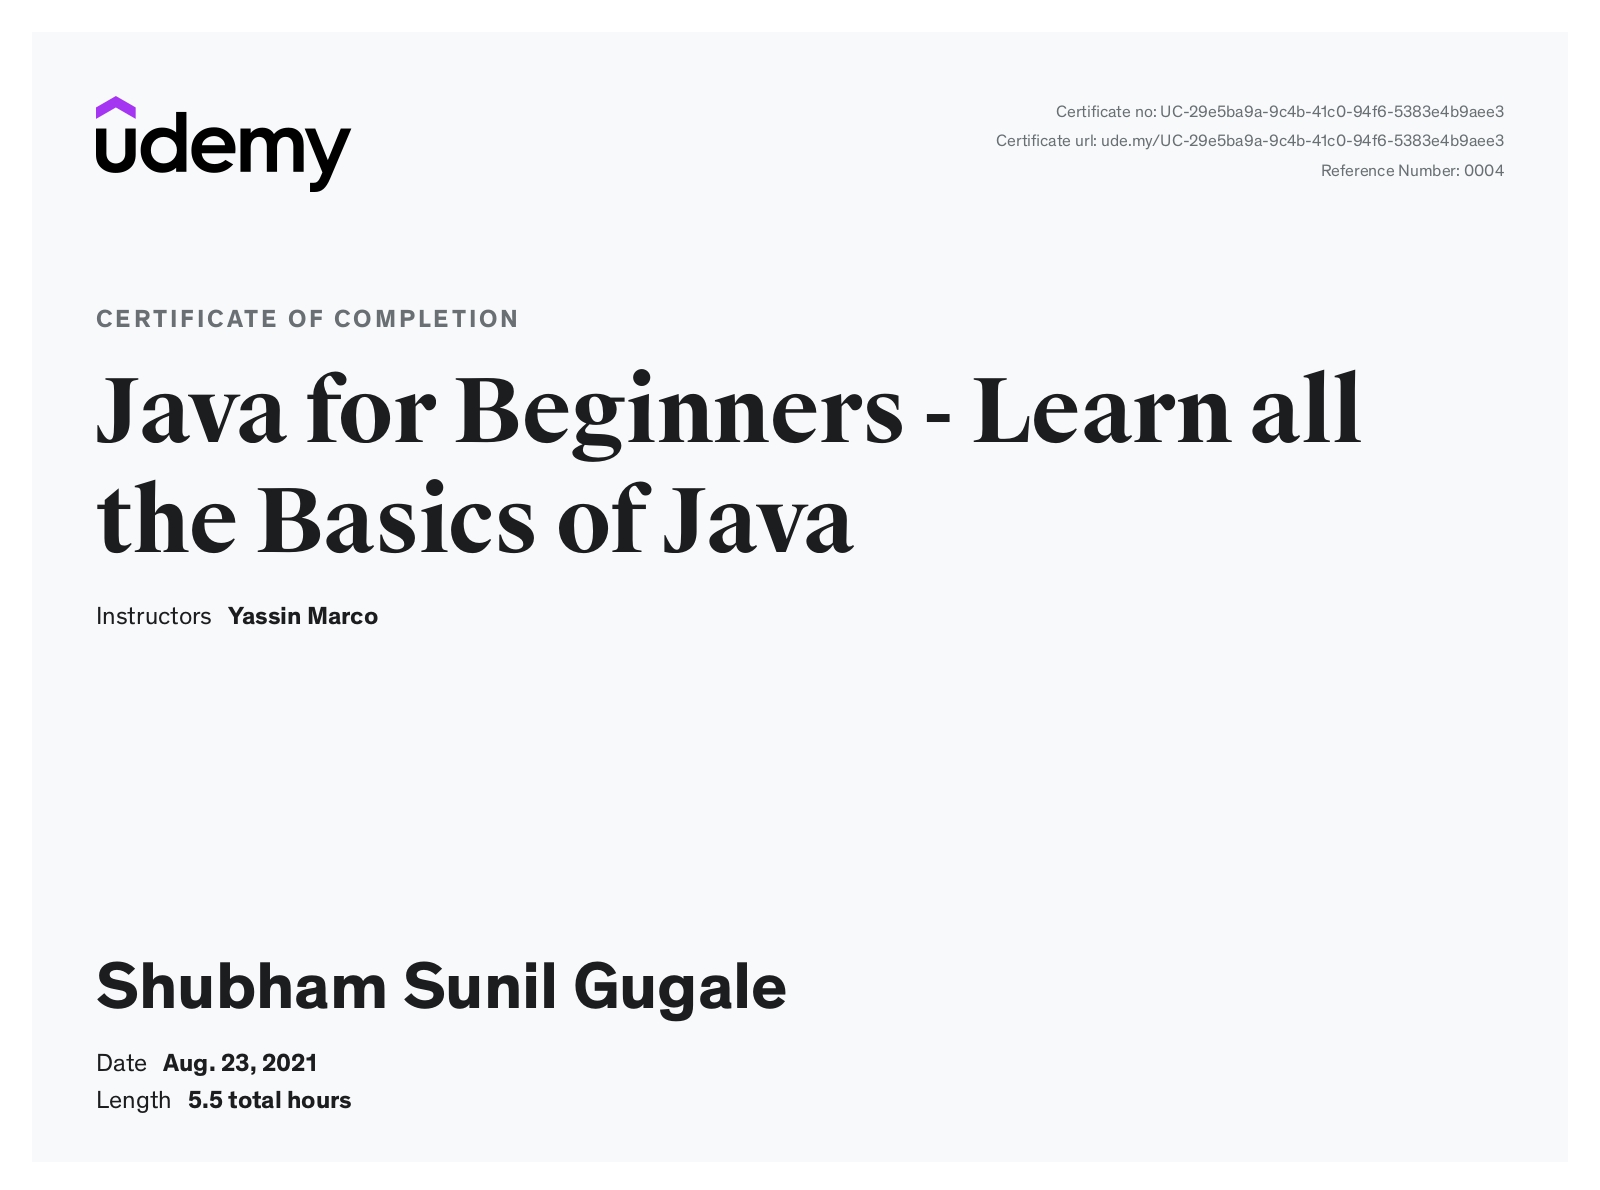 udemy
Certificate no: UC-29e5ba9a-9c4b-41c0-94f6-5383e4b9aee3
Certificate url: ude.my/UC-29e5ba9a-9c4b-41c0-94f6-5383e4b9aee3
Reference Number: 0004
CERTIFICATE OF COMPLETION
Java for Beginners - Learn all
the Basics of Java
Instructors Yassin Marco
Shubham Sunil Gugale
Date Aug. 23, 2021
Length 5.5 total hours